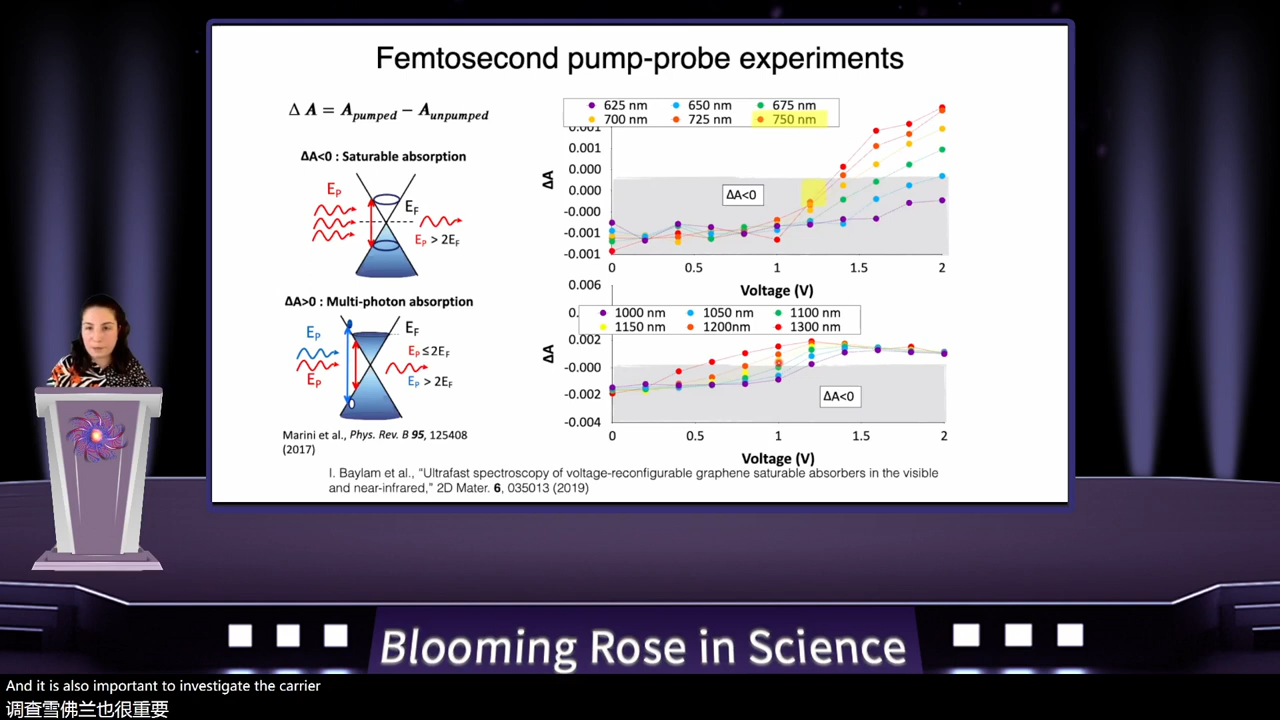 Femtosecond pump-probe experiments
Δ A = A_pumped − A_unpumped
ΔA<0 : Saturable absorption
E_P
E_F
E_P > 2E_F
ΔA>0 : Multi-photon absorption
E_P
E_F
E_P ≤2E_F
E_P
E_P > 2E_F
Marini et al., Phys. Rev. B 95, 125408
(2017)
625 nm 650 nm 675 nm
700 nm 725 nm 750 nm
0.001
0.001
0.000
0.000
-0.000
-0.001
-0.001
ΔA
ΔA<0
0 0.5 1 1.5 2
Voltage (V)
0.006
1000 nm 1050 nm 1100 nm
1150 nm 1200nm 1300 nm
0.002
-0.000
-0.002
-0.004
ΔA
ΔA<0
0 0.5 1 1.5 2
Voltage (V)
I. Baylam et al., "Ultrafast spectroscopy of voltage-reconfigurable graphene saturable absorbers in the visible
and near-infrared," 2D Mater. 6, 035013 (2019)
Blooming Rose in Science
And it is also important to investigate the carrier
调查雪佛兰也很重要